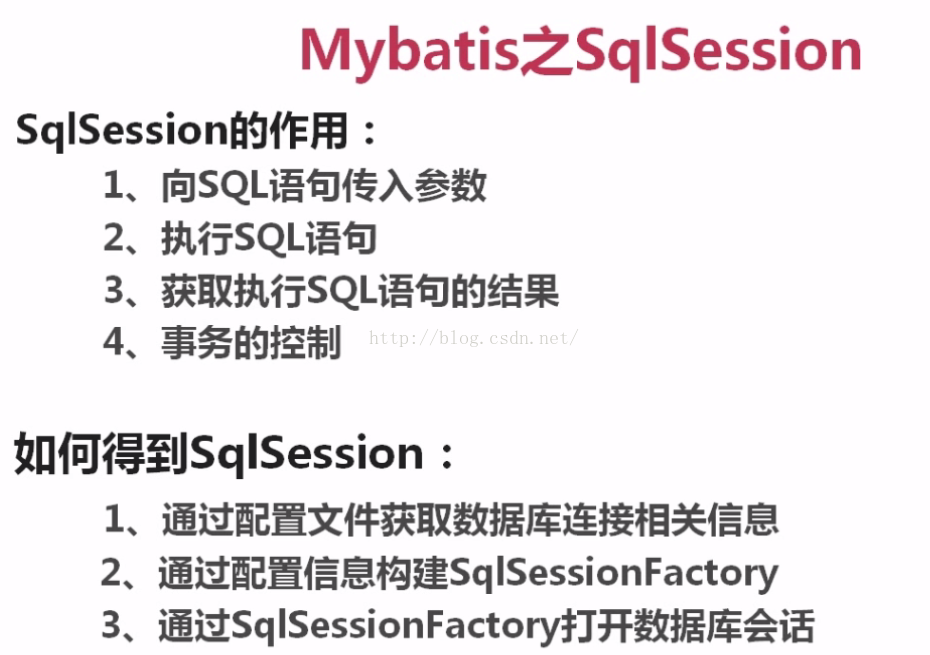 Mybatis之SqlSession
SqlSession的作用：
1、向SQL语句传入参数
2、执行SQL语句
3、获取执行SQL语句的结果
4、事务的控制
http://blog.csdn.net/
如何得到SqlSession：
1、通过配置文件获取数据库连接相关信息
2、通过配置信息构建SqlSessionFactory
3、通过SqlSessionFactory打开数据库会话